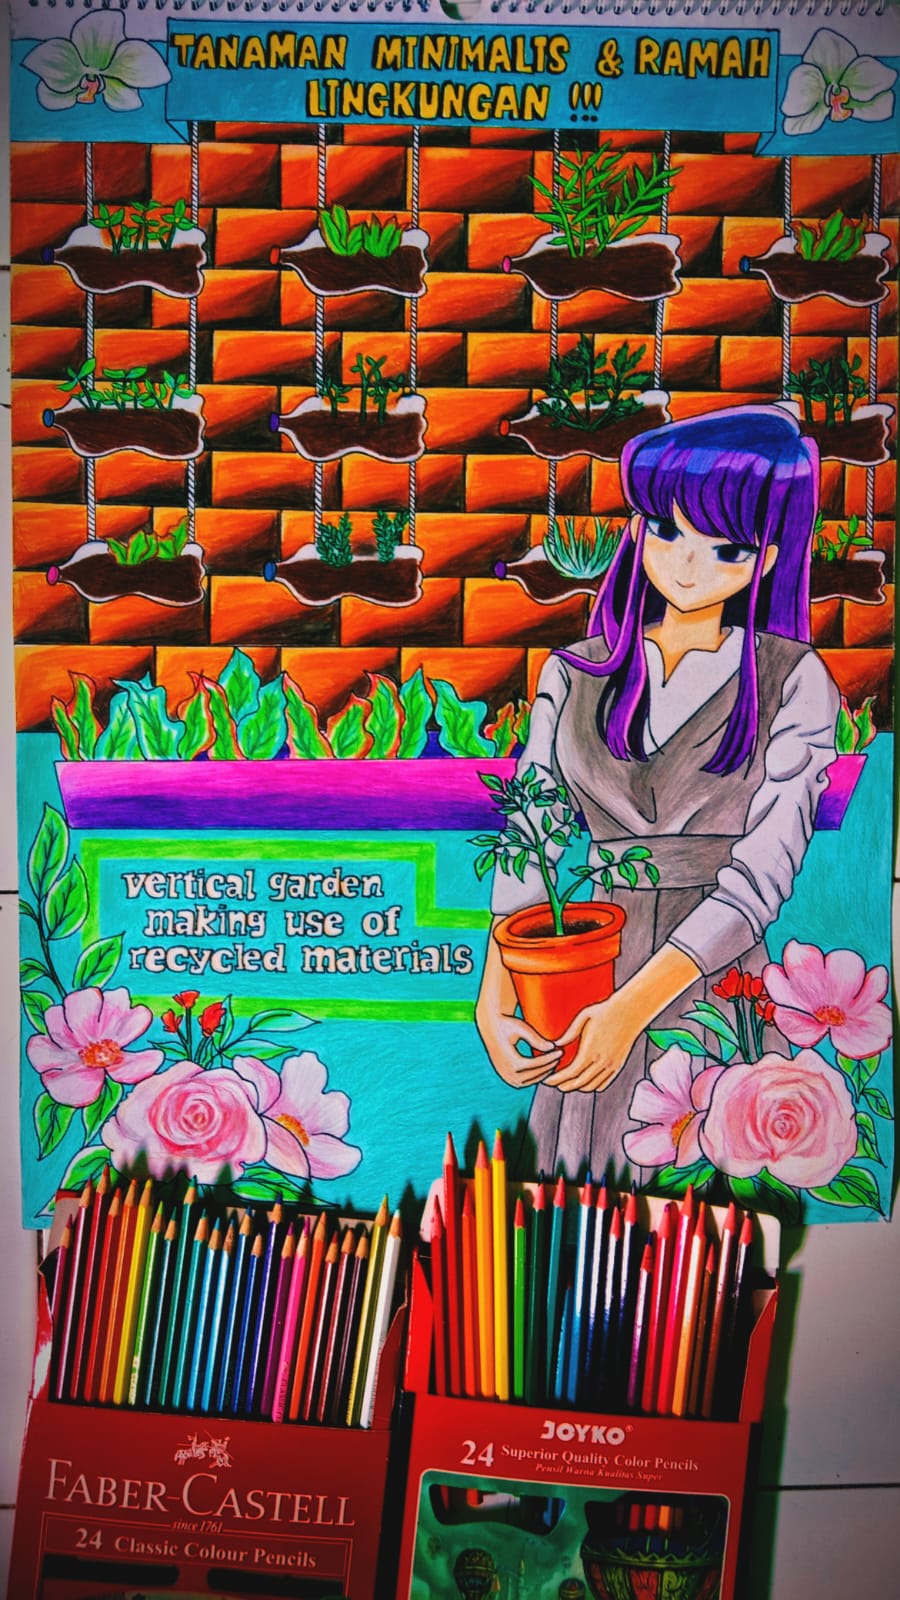 TANAMAN MINIMALIS & RAMAH
LINGKUNGAN !!!
vertical garden
making use of
recycled materials
FABER-CASTELL
since 1761
24 Classic Colour Pencils
JOYKO®
24 Superior Quality Color Pencils
Pensil Warna Kualitas Super